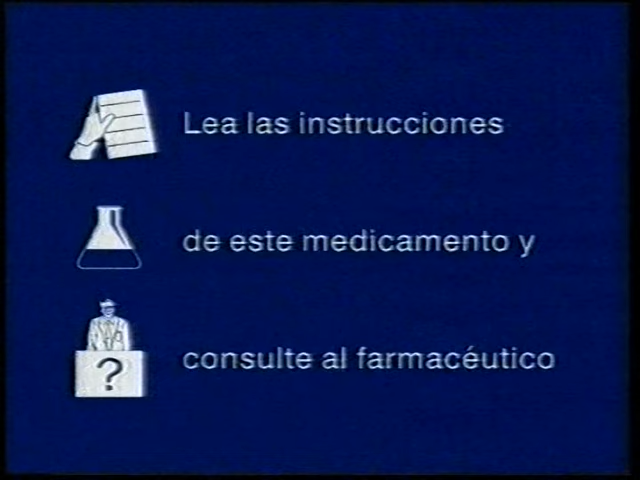 Lea las instrucciones
de este medicamento y
consulte al farmacéutico
?